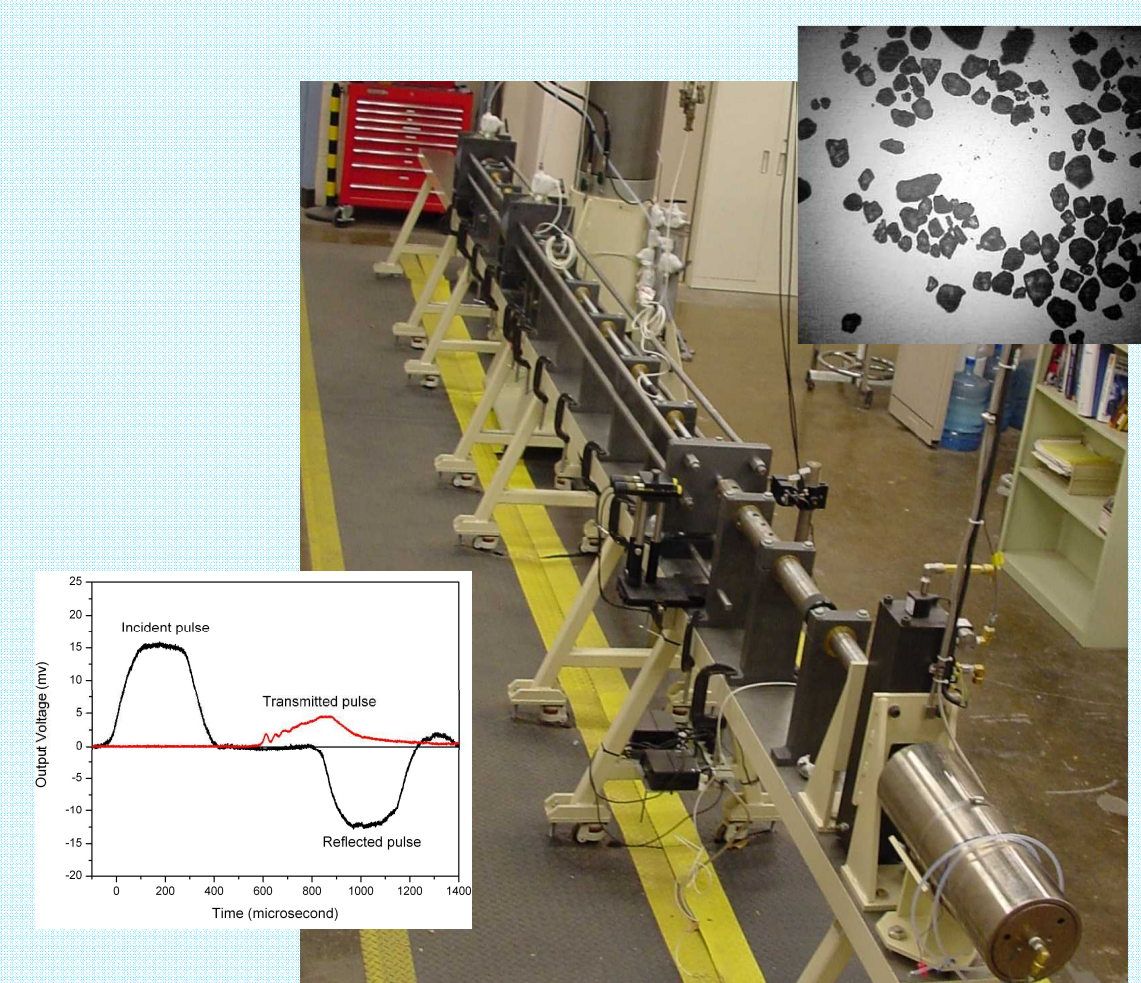 25
20
15
10
5
0
-5
-10
-15
-20
Output Voltage (mv)
Incident pulse
Transmitted pulse
Reflected pulse
0 200 400 600 800 1000 1200 1400
Time (microsecond)